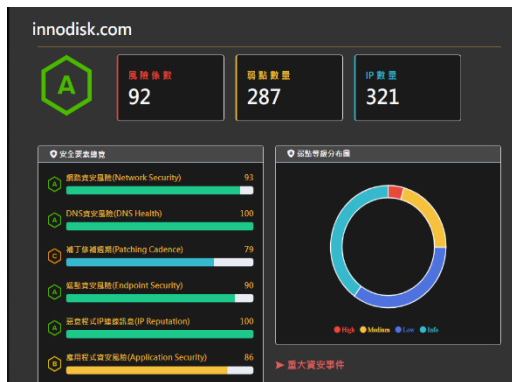 innodisk.com
A
風險係數
92
弱點數量
287
IP數量
321
安全要素總覽
A 網路資安風險(Network Security) 93
A DNS資安風險(DNS Health) 100
C 補丁修補週期(Patching Cadence) 79
A 端點資安風險(Endpoint Security) 90
A 惡意程式IP連線訊息(IP Reputation) 100
B 應用程式資安風險(Application Security) 86
弱點等級分布圖
High Medium Low Info
重大資安事件